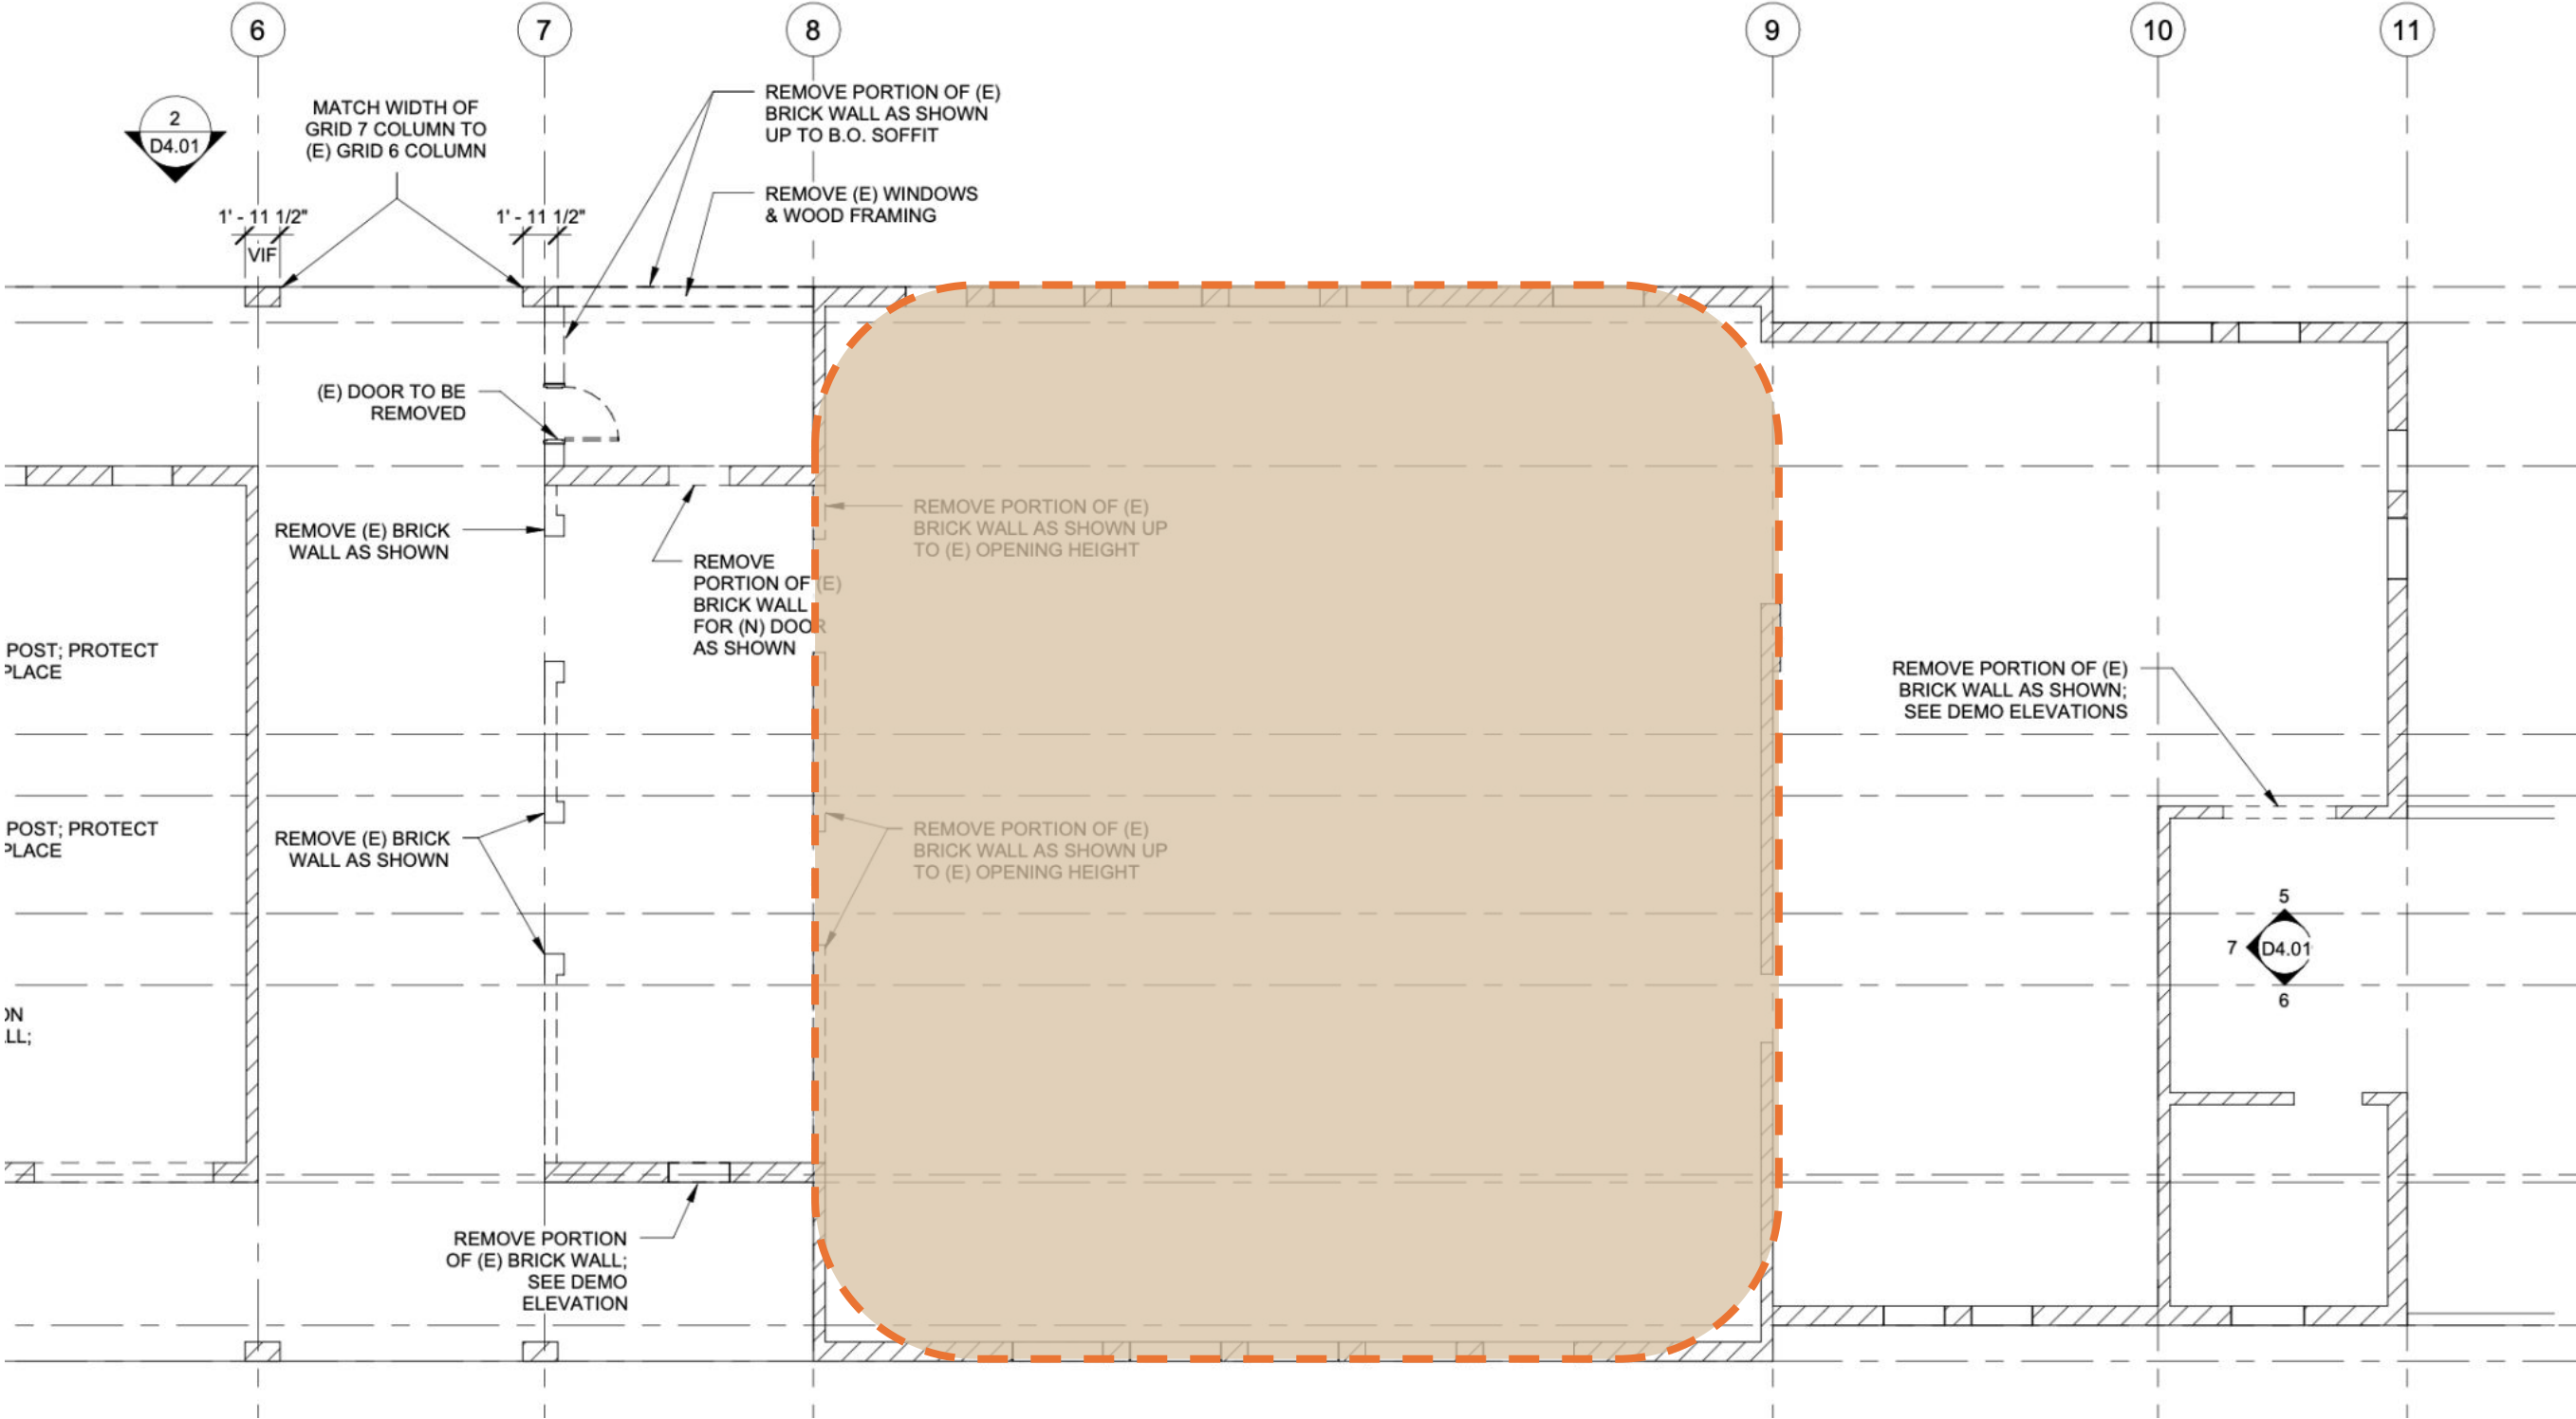 6
7
8
9
10
11
2
D4.01
MATCH WIDTH OF
GRID 7 COLUMN TO
(E) GRID 6 COLUMN
REMOVE PORTION OF (E)
BRICK WALL AS SHOWN
UP TO B.O. SOFFIT
REMOVE (E) WINDOWS
& WOOD FRAMING
1' - 11 1/2"
VIF
1' - 11 1/2"
(E) DOOR TO BE
REMOVED
REMOVE (E) BRICK
WALL AS SHOWN
REMOVE
PORTION OF (E)
BRICK WALL
FOR (N) DOOR
AS SHOWN
REMOVE PORTION OF (E)
BRICK WALL AS SHOWN UP
TO (E) OPENING HEIGHT
POST; PROTECT
PLACE
REMOVE PORTION OF (E)
BRICK WALL AS SHOWN;
SEE DEMO ELEVATIONS
POST; PROTECT
PLACE
REMOVE (E) BRICK
WALL AS SHOWN
REMOVE PORTION OF (E)
BRICK WALL AS SHOWN UP
TO (E) OPENING HEIGHT
5
7
D4.01
6
REMOVE PORTION
OF (E) BRICK WALL;
SEE DEMO
ELEVATION